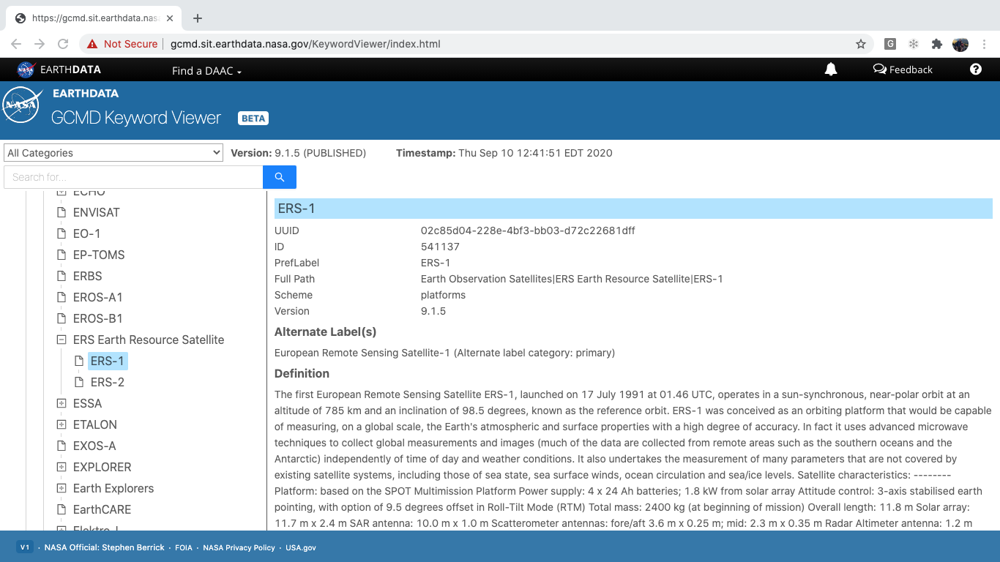 https://gcmd.sit.earthdata.nas
Not Secure
gcmd.sit.earthdata.nasa.gov/KeywordViewer/index.html
G
NASA
EARTHDATA
Find a DAAC
Feedback
?
NASA
EARTHDATA
GCMD Keyword Viewer
BETA
All Categories
Version: 9.1.5 (PUBLISHED)
Timestamp: Thu Sep 10 12:41:51 EDT 2020
Search for...
ECHO
ENVISAT
EO-1
EP-TOMS
ERBS
EROS-A1
EROS-B1
ERS Earth Resource Satellite
ERS-1
ERS-2
ESSA
ETALON
EXOS-A
EXPLORER
Earth Explorers
EarthCARE
ERS-1
UUID 02c85d04-228e-4bf3-bb03-d72c22681dff
ID 541137
PrefLabel ERS-1
Full Path Earth Observation Satellites|ERS Earth Resource Satellite|ERS-1
Scheme platforms
Version 9.1.5
Alternate Label(s)
European Remote Sensing Satellite-1 (Alternate label category: primary)
Definition
The first European Remote Sensing Satellite ERS-1, launched on 17 July 1991 at 01.46 UTC, operates in a sun-synchronous, near-polar orbit at an
altitude of 785 km and an inclination of 98.5 degrees, known as the reference orbit. ERS-1 was conceived as an orbiting platform that would be capable
of measuring, on a global scale, the Earth's atmospheric and surface properties with a high degree of accuracy. In fact it uses advanced microwave
techniques to collect global measurements and images (much of the data are collected from remote areas such as the southern oceans and the
Antarctic) independently of time of day and weather conditions. It also undertakes the measurement of many parameters that are not covered by
existing satellite systems, including those of sea state, sea surface winds, ocean circulation and sea/ice levels. Satellite characteristics: --------
Platform: based on the SPOT Multimission Platform Power supply: 4 x 24 Ah batteries; 1.8 kW from solar array Attitude control: 3-axis stabilised earth
pointing, with option of 9.5 degrees offset in Roll-Tilt Mode (RTM) Total mass: 2400 kg (at beginning of mission) Overall length: 11.8 m Solar array:
11.7 m x 2.4 m SAR antenna: 10.0 m x 1.0 m Scatterometer antennas: fore/aft 3.6 m x 0.25 m; mid: 2.3 m x 0.35 m Radar Altimeter antenna: 1.2 m
V1 · NASA Official: Stephen Berrick · FOIA · NASA Privacy Policy · USA.gov